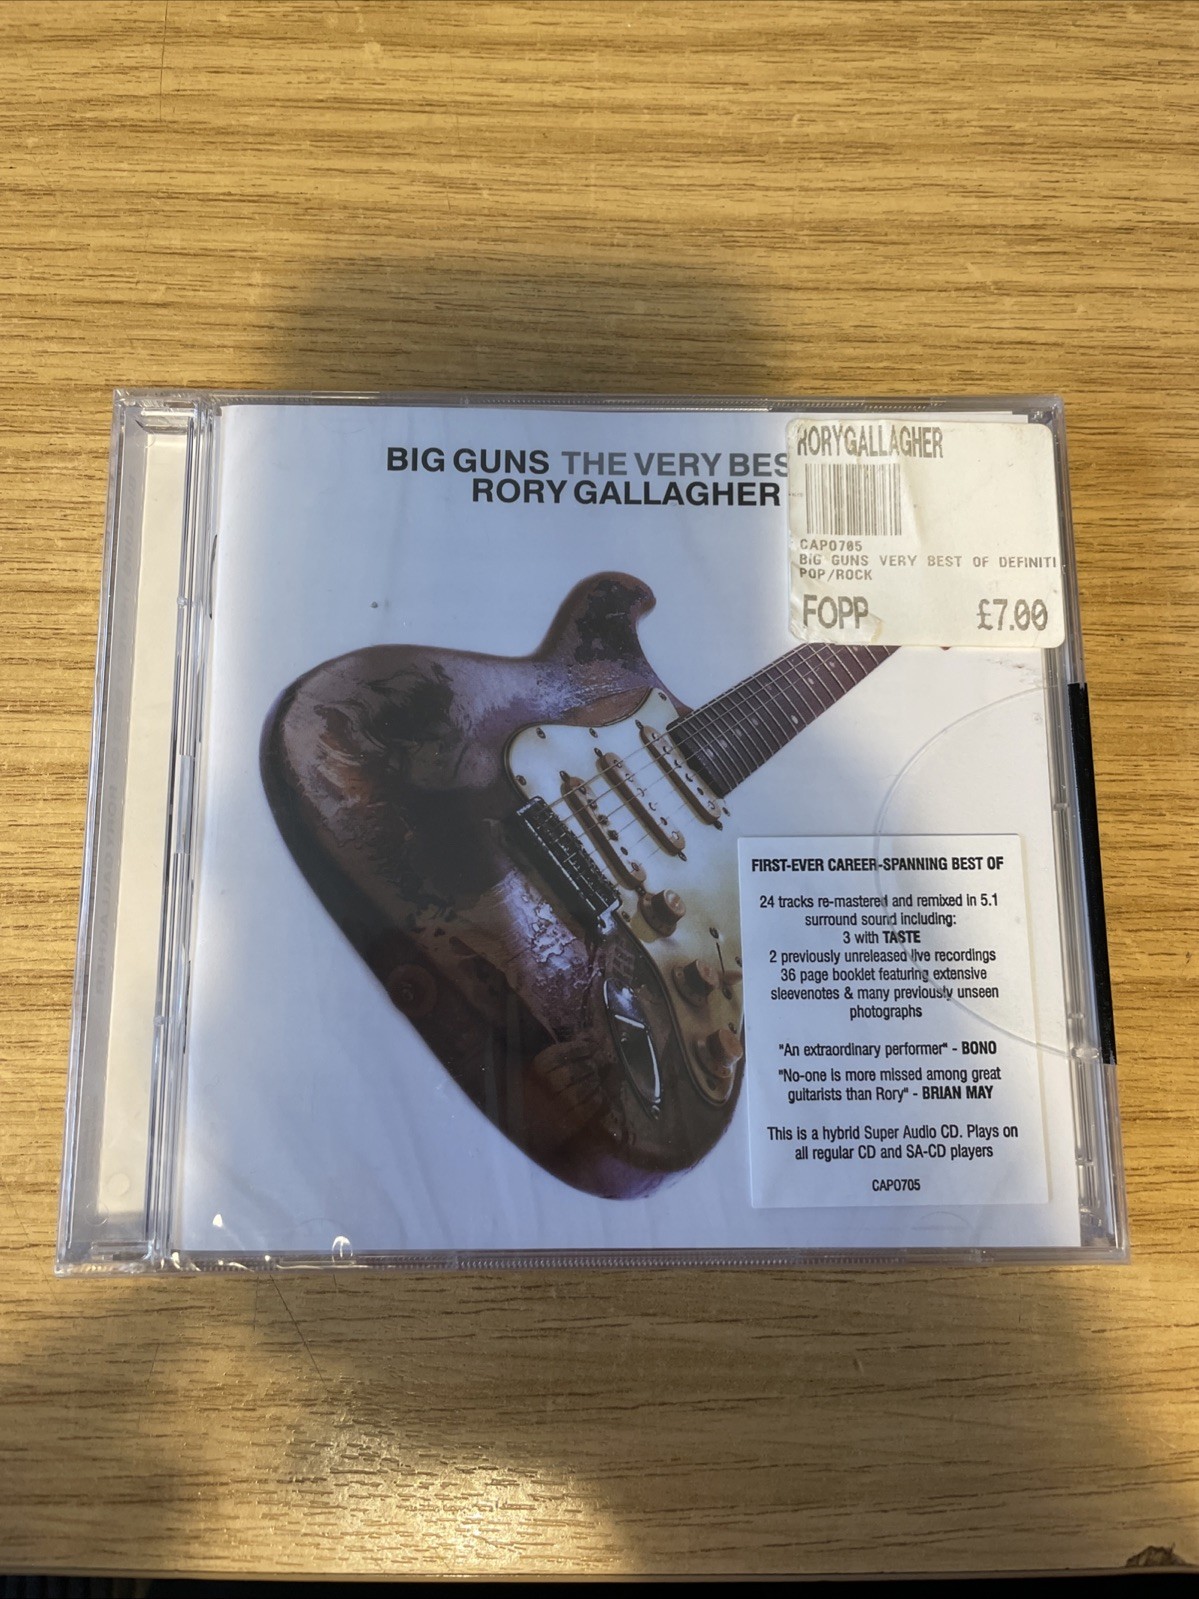 BIG GUNS THE VERY BES
RORY GALLAGHER
RORYGALLAGHER
CAPO705
BIG GUNS VERY BEST OF DEFINITI
POP/ROCK
FOPP £7.00
FIRST-EVER CAREER-SPANNING BEST OF
24 tracks re-mastered and remixed in 5.1
surround sound including:
3 with TASTE
2 previously unreleased live recordings
36 page booklet featuring extensive
sleevenotes & many previously unseen
photographs
"An extraordinary performer" - BONO
"No-one is more missed among great
guitarists than Rory" - BRIAN MAY
This is a hybrid Super Audio CD. Plays on
all regular CD and SA-CD players
CAPO705